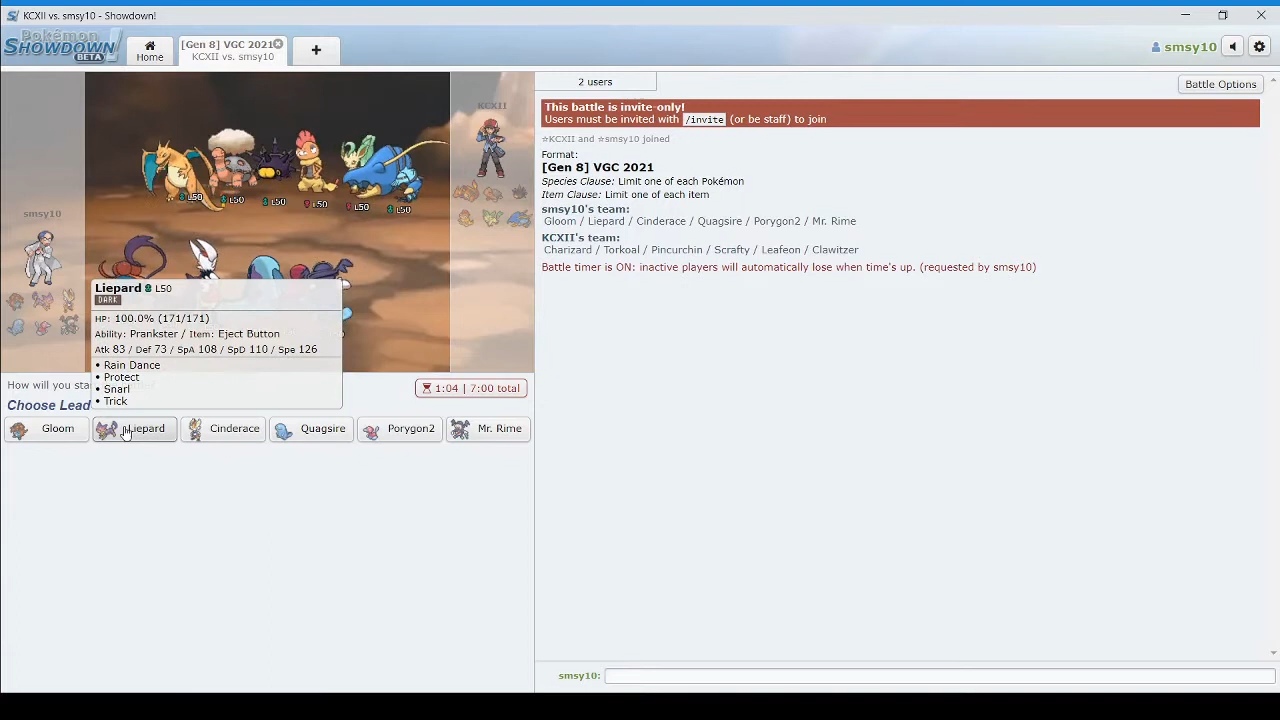 KCXII vs. smsy10 - Showdown!
Pokémon
SHOWDOWN
BETA
Home
[Gen 8] VGC 2021
KCXII vs. smsy10
+
smsy10
KCXII
L50
L50
L50
L50
L50
L50
smsy10
Liepard L50
DARK
HP: 100.0% (171/171)
Ability: Prankster / Item: Eject Button
Atk 83 / Def 73 / SpA 108 / SpD 110 / Spe 126
• Rain Dance
• Protect
• Snarl
• Trick
How will you sta
1:04 | 7:00 total
Choose Lead
Gloom
Liepard
Cinderace
Quagsire
Porygon2
Mr. Rime
2 users
Battle Options
This battle is invite-only!
Users must be invited with /invite (or be staff) to join
☆KCXII and ☆smsy10 joined
Format:
[Gen 8] VGC 2021
Species Clause: Limit one of each Pokémon
Item Clause: Limit one of each item
smsy10's team:
Gloom / Liepard / Cinderace / Quagsire / Porygon2 / Mr. Rime
KCXII's team:
Charizard / Torkoal / Pincurchin / Scrafty / Leafeon / Clawitzer
Battle timer is ON: inactive players will automatically lose when time's up. (requested by smsy10)
smsy10: